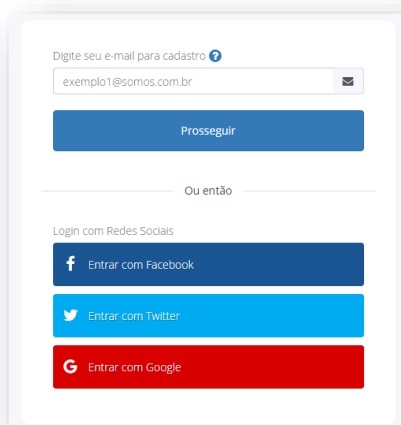 Digite seu e-mail para cadastro ?
exemplo1@somos.com.br
Prosseguir
Ou então
Login com Redes Sociais
Entrar com Facebook
Entrar com Twitter
Entrar com Google